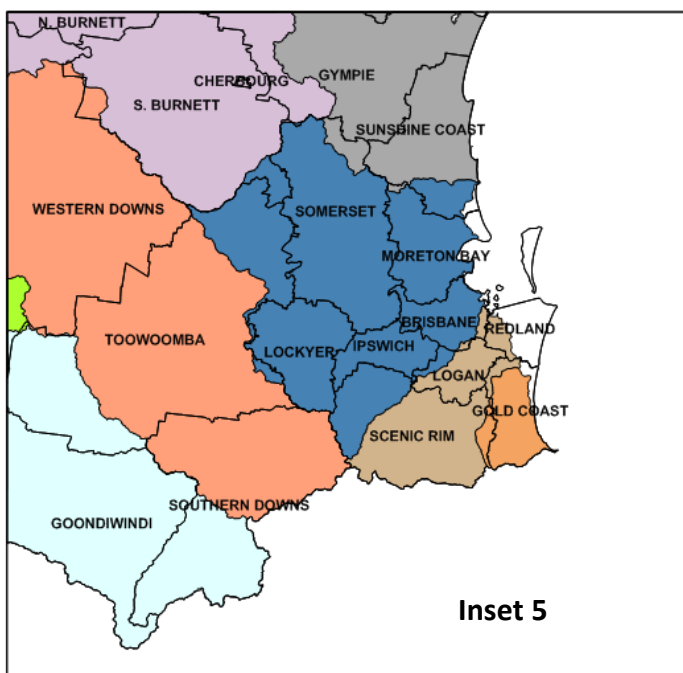 N. BURNETT
GYMPIE
CHERBOURG
S. BURNETT
SUNSHINE COAST
WESTERN DOWNS
SOMERSET
MORETON BAY
BRISBANE
REDLAND
TOOWOOMBA
LOCKYER
IPSWICH
LOGAN
GOLD COAST
SCENIC RIM
SOUTHERN DOWNS
GOONDIWINDI
Inset 5